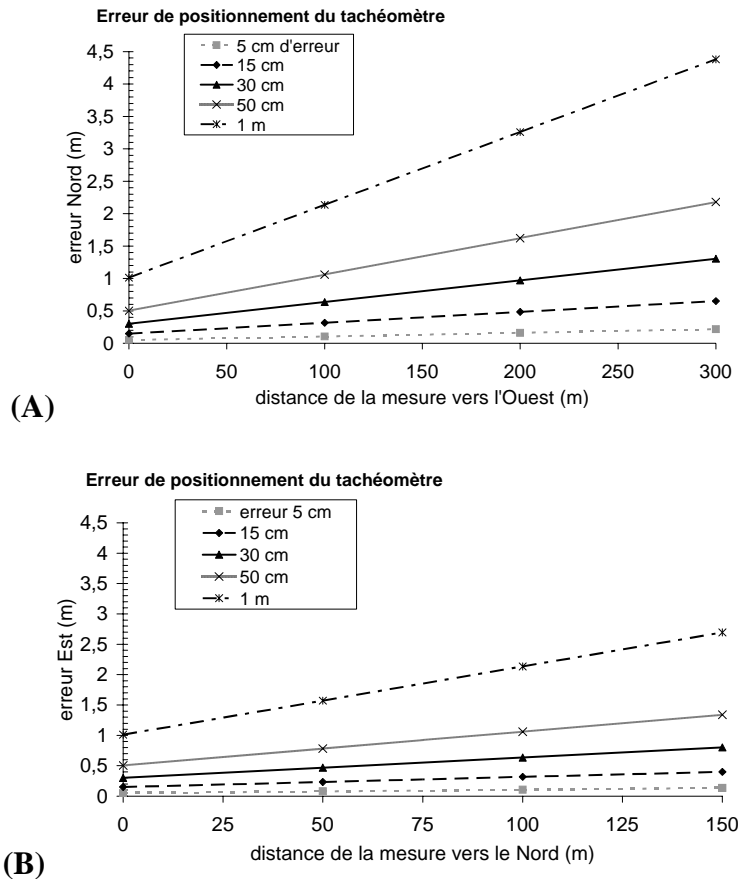 Erreur de positionnement du tachéomètre
5 cm d'erreur
15 cm
30 cm
50 cm
1 m
4,5
4
3,5
3
2,5
2
1,5
1
0,5
0
erreur Nord (m)
0 50 100 150 200 250 300
distance de la mesure vers l'Ouest (m)
(A)
Erreur de positionnement du tachéomètre
erreur 5 cm
15 cm
30 cm
50 cm
1 m
4,5
4
3,5
3
2,5
2
1,5
1
0,5
0
erreur Est (m)
0 25 50 75 100 125 150
distance de la mesure vers le Nord (m)
(B)